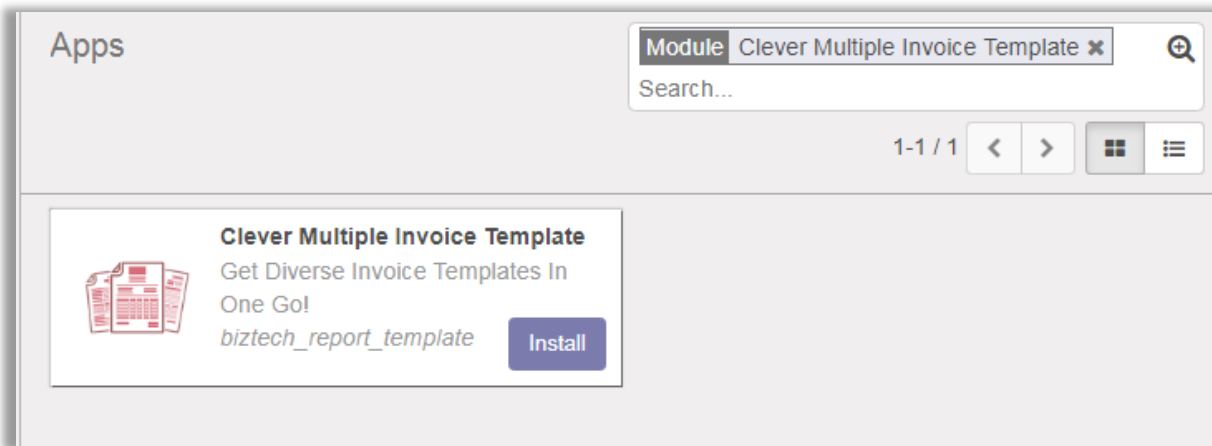 Apps
Module Clever Multiple Invoice Template ✖
Search...
1-1 / 1
Clever Multiple Invoice Template
Get Diverse Invoice Templates In
One Go!
biztech_report_template
Install